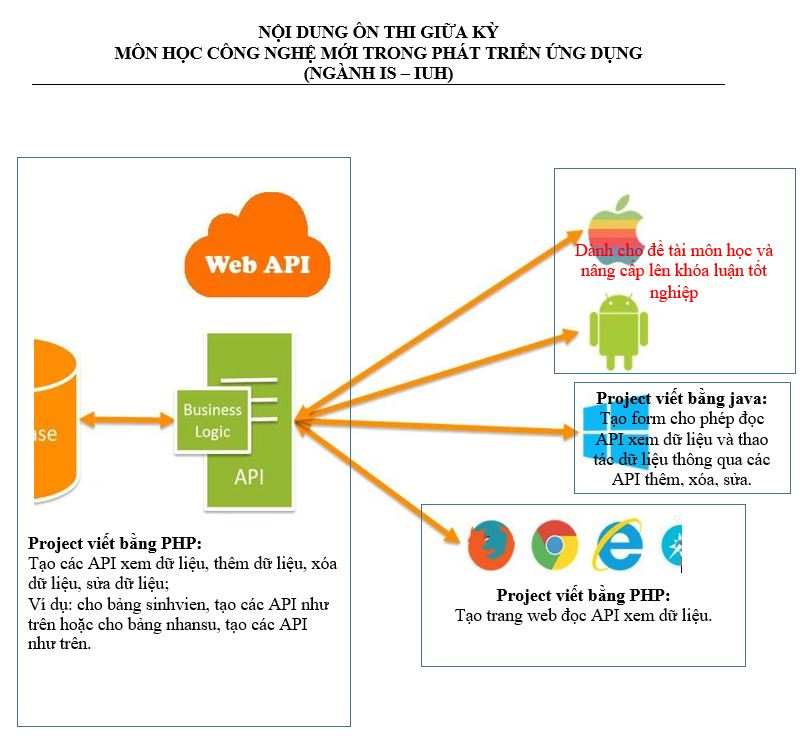 NỘI DUNG ÔN THI GIỮA KỲ
MÔN HỌC CÔNG NGHỆ MỚI TRONG PHÁT TRIỂN ỨNG DỤNG
(NGÀNH IS – IUH)
Web API
Dành cho đề tài môn học và
nâng cấp lên khóa luận tốt
nghiệp
ase
Business
Logic
API
Project viết bằng java:
Tạo form cho phép đọc
API xem dữ liệu và thao
tác dữ liệu thông qua các
API thêm, xóa, sửa.
Project viết bằng PHP:
Tạo các API xem dữ liệu, thêm dữ liệu, xóa
dữ liệu, sửa dữ liệu;
Ví dụ: cho bảng sinhvien, tạo các API như
trên hoặc cho bảng nhansu, tạo các API
như trên.
Project viết bằng PHP:
Tạo trang web đọc API xem dữ liệu.